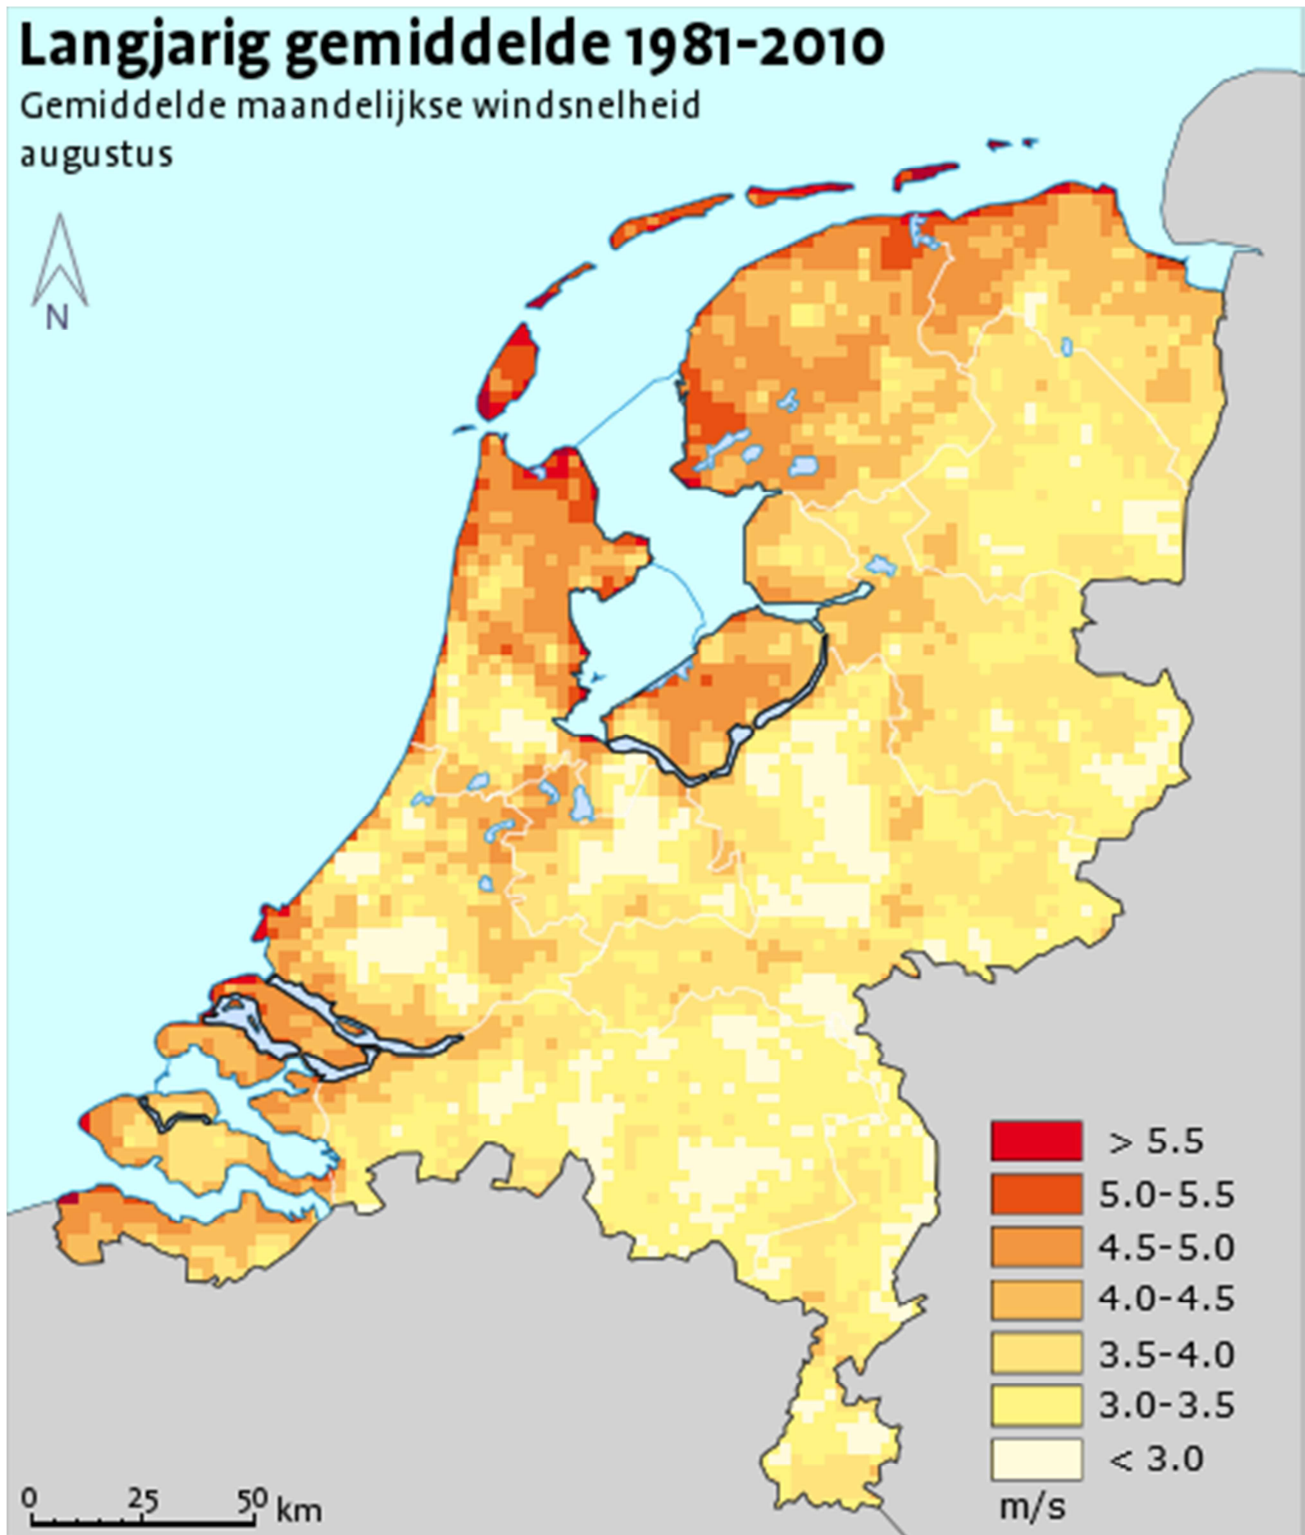 Langjarig gemiddelde 1981-2010
Gemiddelde maandelijkse windsnelheid
augustus
N
> 5.5
5.0-5.5
4.5-5.0
4.0-4.5
3.5-4.0
3.0-3.5
< 3.0
m/s
0 25 50 km